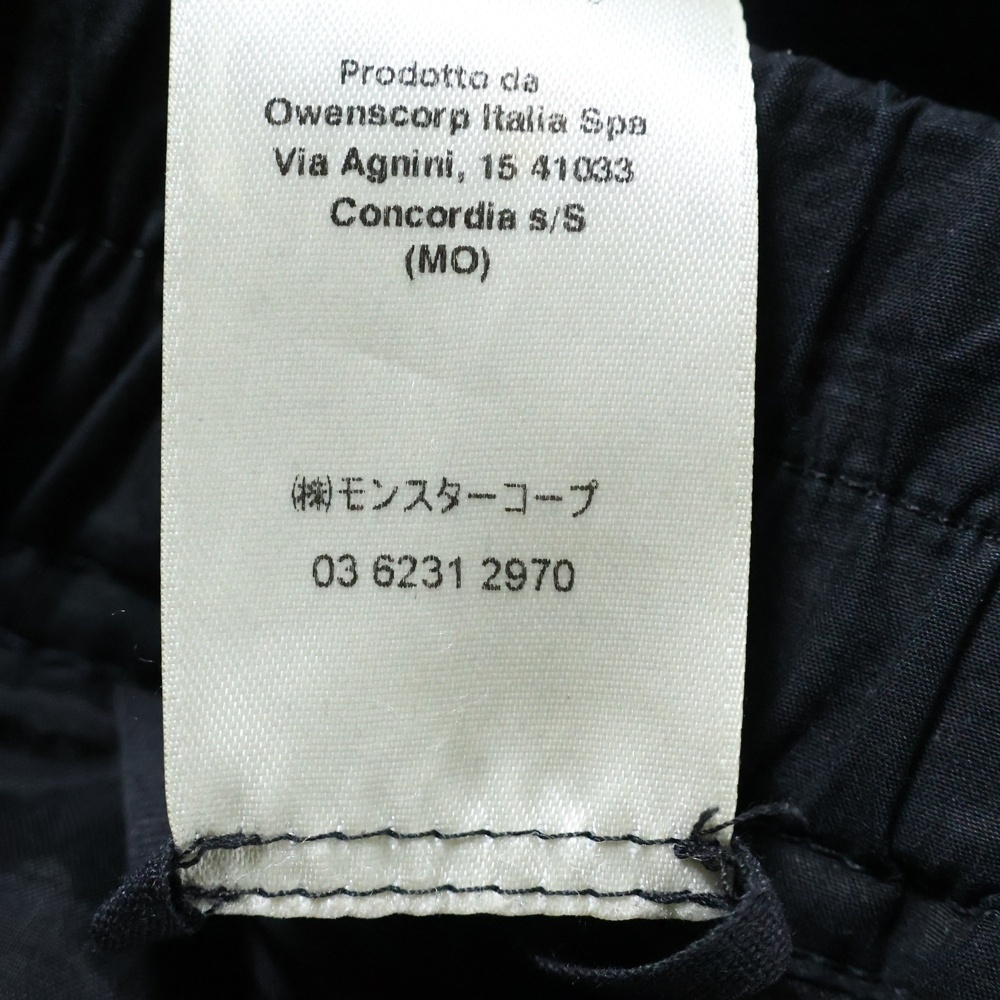 Prodotto da
Owenscorp Italia Spa
Via Agnini, 15 41033
Concordia s/S
(MO)
㈱モンスターコープ
03 6231 2970